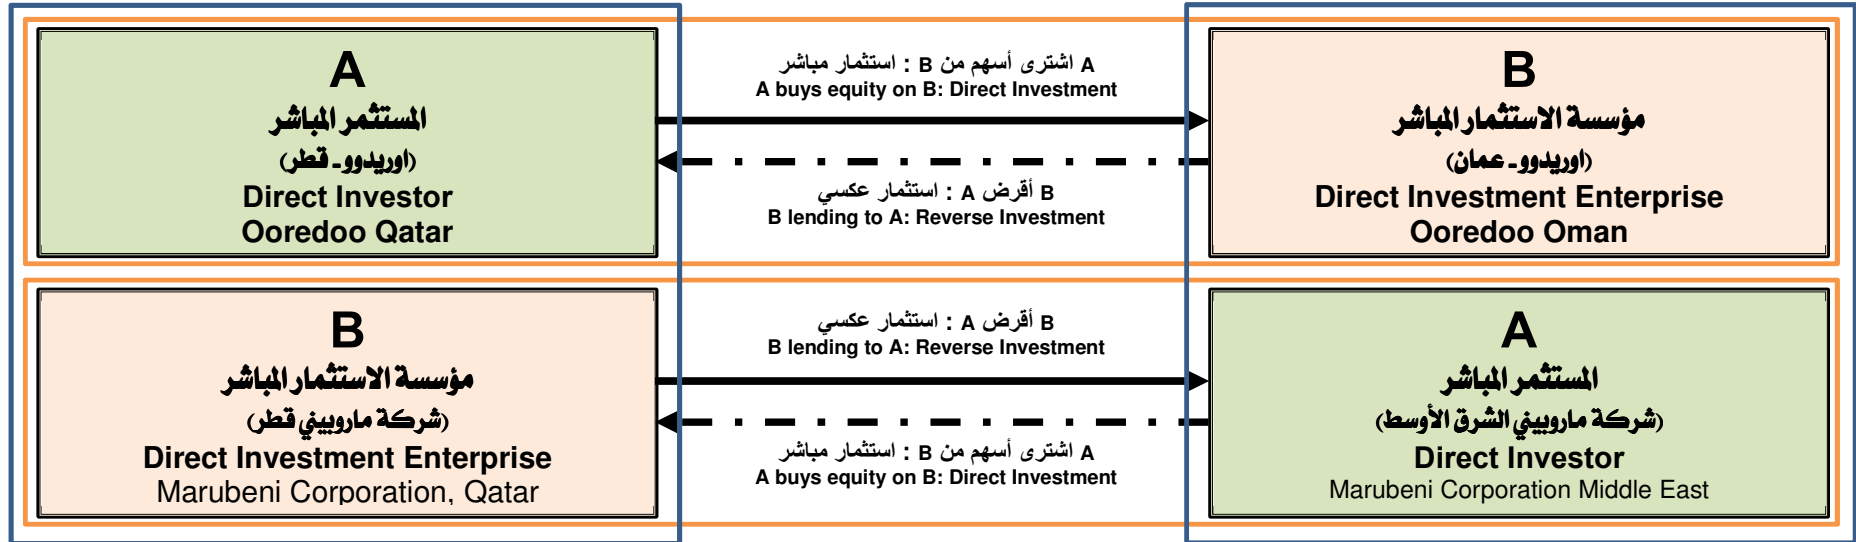 A
المستثمر المباشر
(اوريدوو - قطر)
Direct Investor
Ooredoo Qatar
A اشترى أسهم من B : استثمار مباشر
A buys equity on B: Direct Investment
B أقرض A : استثمار عكسي
B lending to A: Reverse Investment
B
مؤسسة الاستثمار المباشر
(اوريدوو - عمان)
Direct Investment Enterprise
Ooredoo Oman
B
مؤسسة الاستثمار المباشر
(شركة ماروبيني قطر)
Direct Investment Enterprise
Marubeni Corporation, Qatar
B أقرض A : استثمار عكسي
B lending to A: Reverse Investment
A اشترى أسهم من B : استثمار مباشر
A buys equity on B: Direct Investment
A
المستثمر المباشر
(شركة ماروبيني الشرق الأوسط)
Direct Investor
Marubeni Corporation Middle East